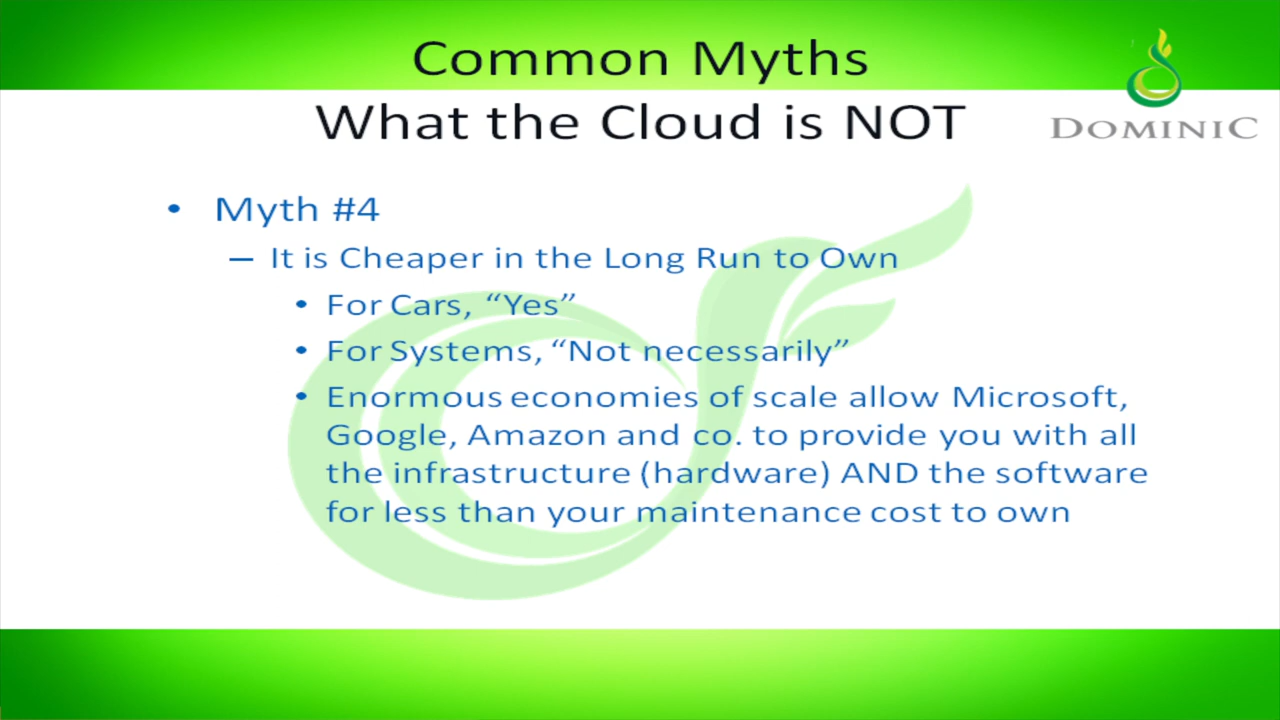 Common Myths
What the Cloud is NOT
DOMINIC
• Myth #4
– It is Cheaper in the Long Run to Own
• For Cars, “Yes”
• For Systems, “Not necessarily”
• Enormous economies of scale allow Microsoft,
Google, Amazon and co. to provide you with all
the infrastructure (hardware) AND the software
for less than your maintenance cost to own